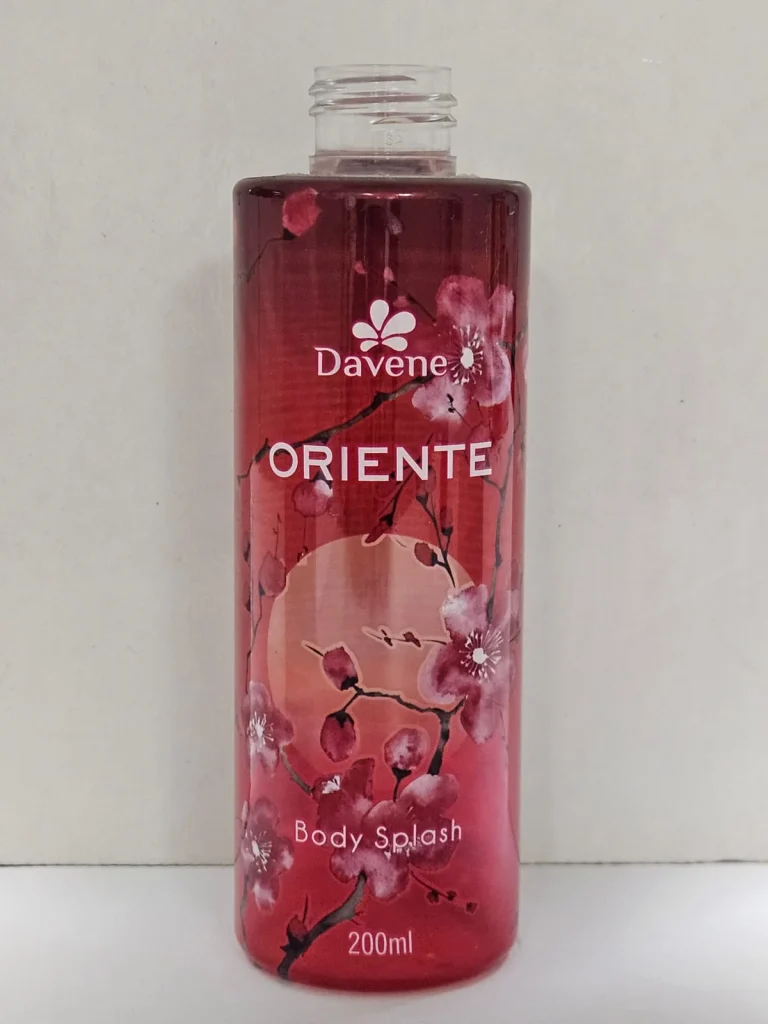 Davene
ORIENTE
Body Splash
200ml